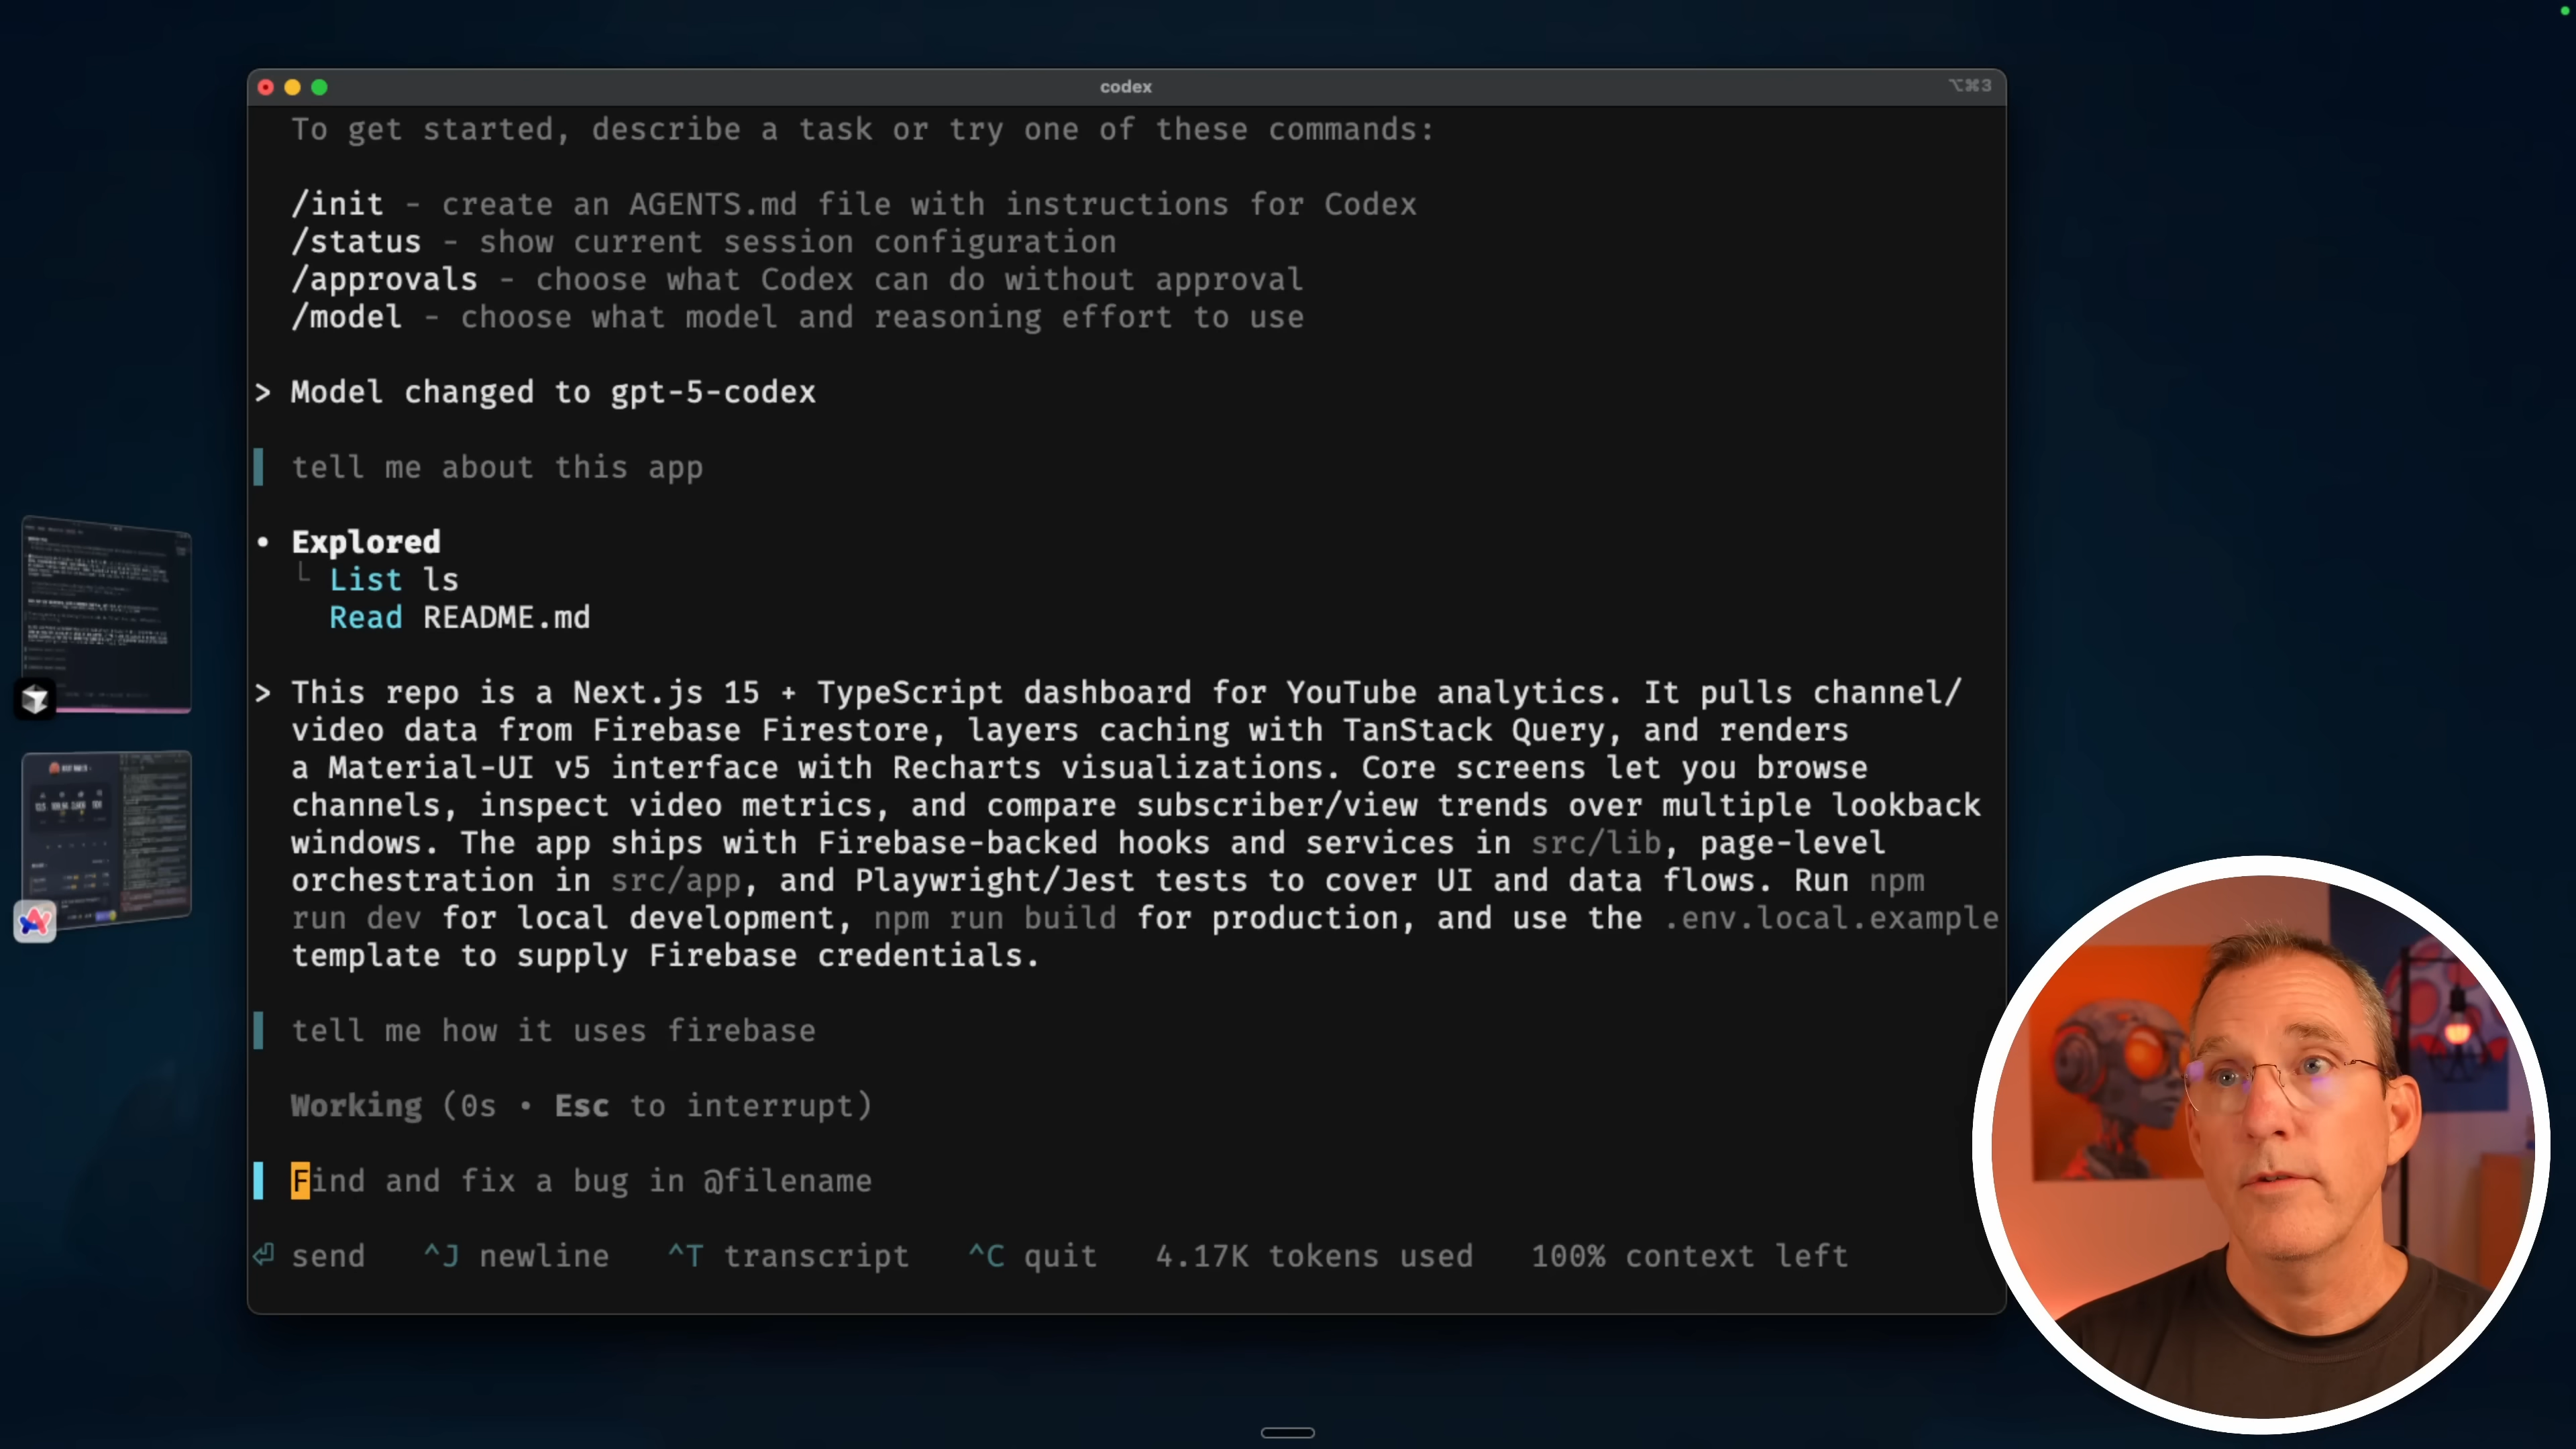 codex
⌥⌘3
To get started, describe a task or try one of these commands:
/init - create an AGENTS.md file with instructions for Codex
/status - show current session configuration
/approvals - choose what Codex can do without approval
/model - choose what model and reasoning effort to use
> Model changed to gpt-5-codex
tell me about this app
• Explored
└ List ls
Read README.md
> This repo is a Next.js 15 + TypeScript dashboard for YouTube analytics. It pulls channel/
video data from Firebase Firestore, layers caching with TanStack Query, and renders
a Material-UI v5 interface with Recharts visualizations. Core screens let you browse
channels, inspect video metrics, and compare subscriber/view trends over multiple lookback
windows. The app ships with Firebase-backed hooks and services in src/lib, page-level
orchestration in src/app, and Playwright/Jest tests to cover UI and data flows. Run npm
run dev for local development, npm run build for production, and use the .env.local.example
template to supply Firebase credentials.
tell me how it uses firebase
Working (0s • Esc to interrupt)
Find and fix a bug in @filename
⏎ send ^J newline ^T transcript ^C quit 4.17K tokens used 100% context left